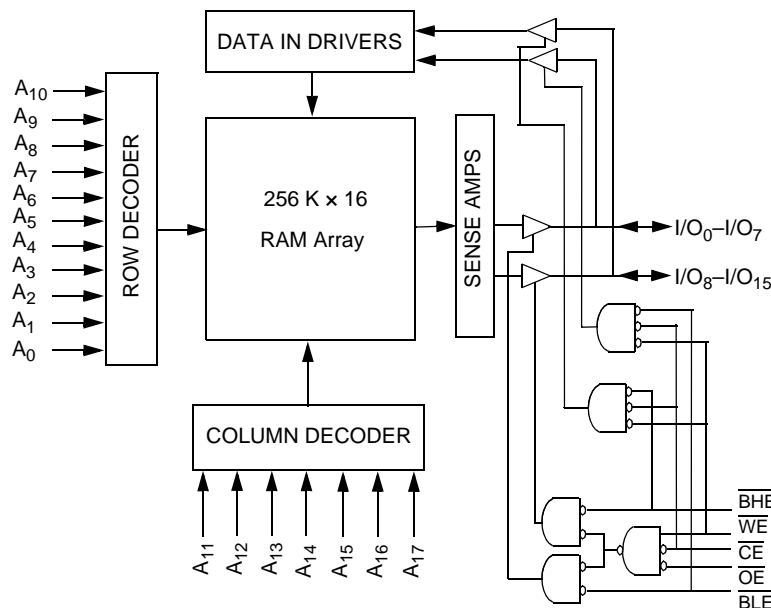 DATA IN DRIVERS
A10
A9
A8
A7
A6
A5
A4
A3
A2
A1
A0
ROW DECODER
256 K × 16
RAM Array
SENSE AMPS
I/O0–I/O7
I/O8–I/O15
COLUMN DECODER
A11
A12
A13
A14
A15
A16
A17
BHE
WE
CE
OE
BLE